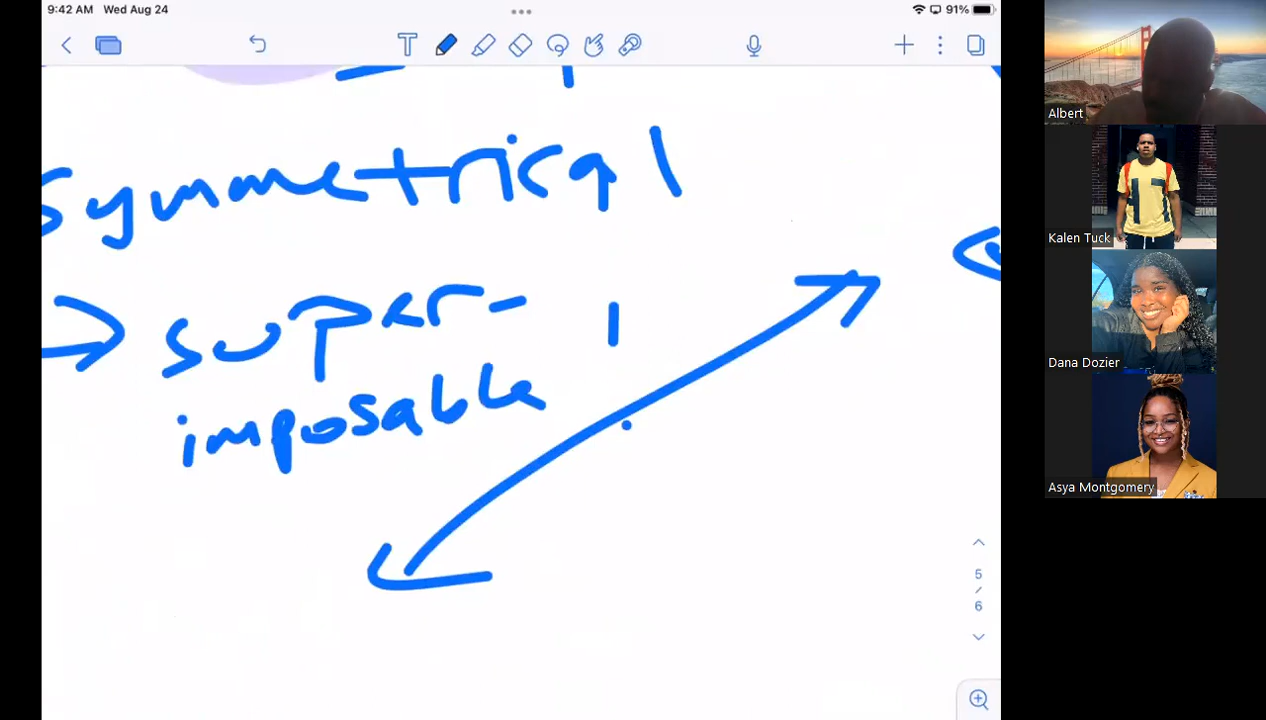 9:42 AM Wed Aug 24
91%
symmetrical
super-
imposable
5
/
6
Albert
Kalen Tuck
Dana Dozier
Asya Montgomery